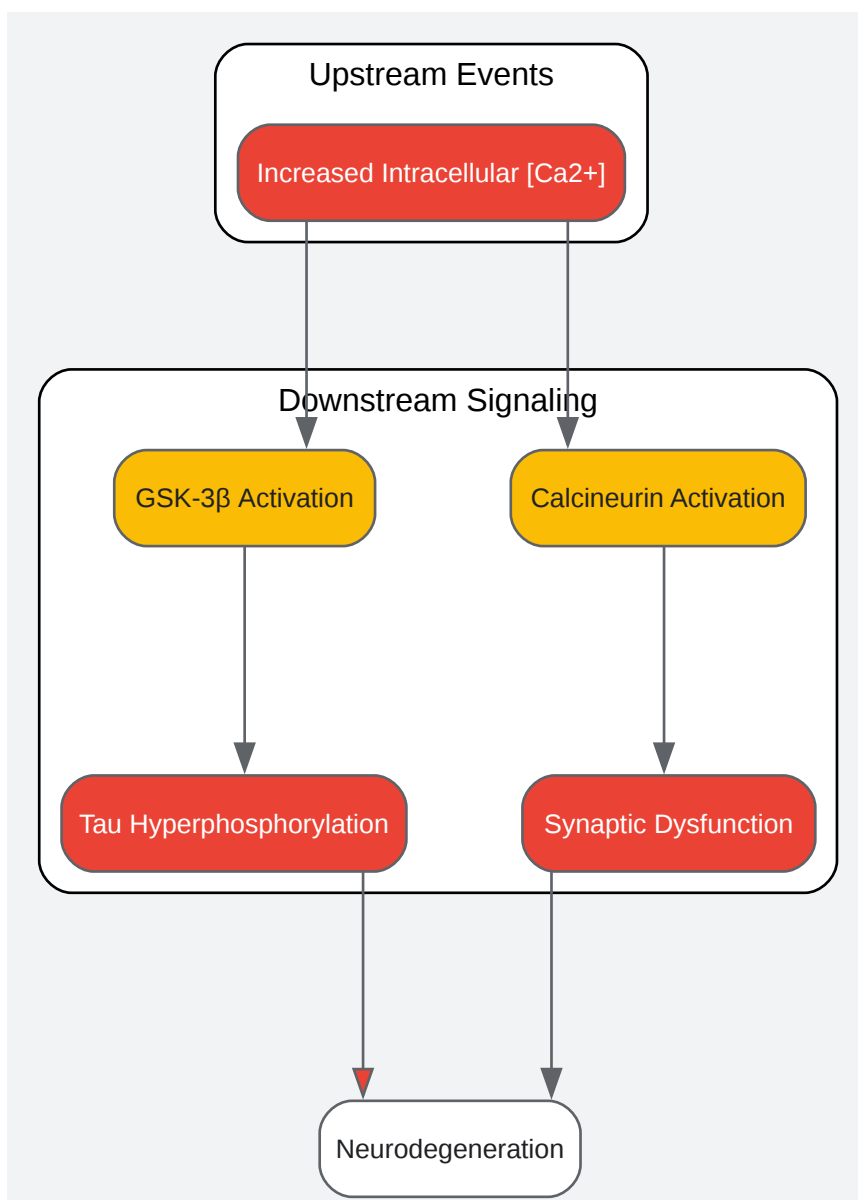 Upstream Events
Increased Intracellular [Ca2+]
Downstream Signaling
GSK-3β Activation
Calcineurin Activation
Tau Hyperphosphorylation
Synaptic Dysfunction
Neurodegeneration